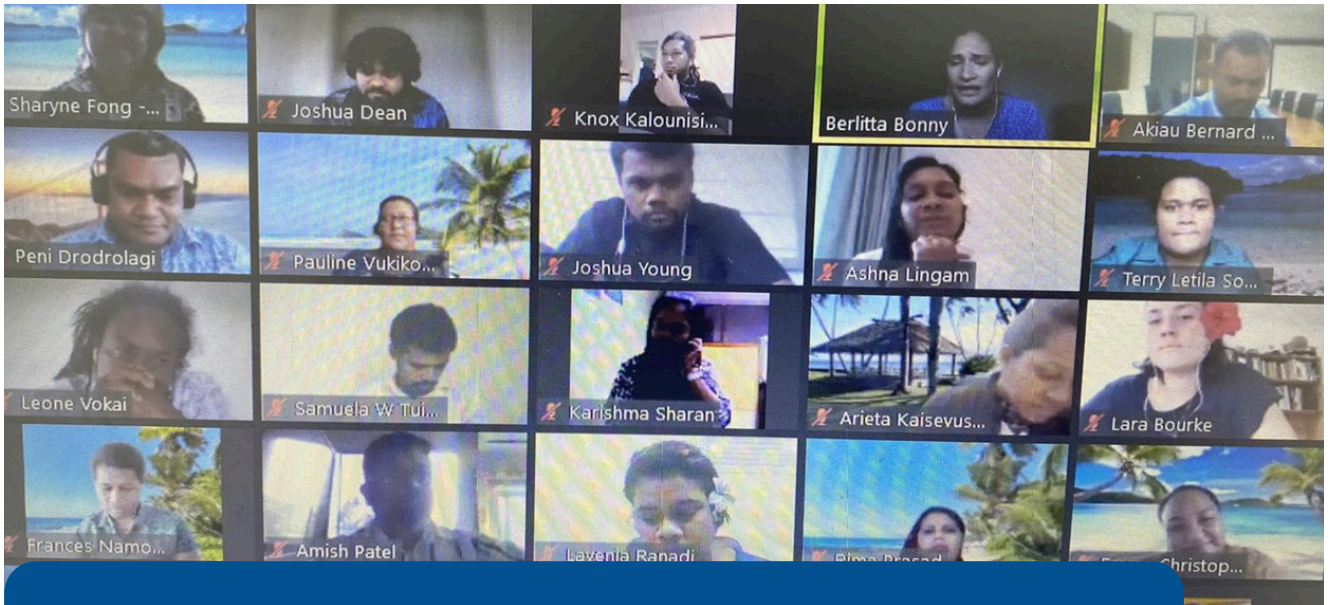 Sharyne Fong -...
Joshua Dean
Knox Kalounisi...
Berlitta Bonny
Akiau Bernard ...
Peni Drodrolagi
Pauline Vukiko...
Joshua Young
Ashna Lingam
Terry Letila So...
Leone Vokai
Samuela W Tui...
Karishma Sharan
Arieta Kaisevus...
Lara Bourke
Frances Namo...
Amish Patel
Lavenia Ranadi
Rima Prasad
Christop...